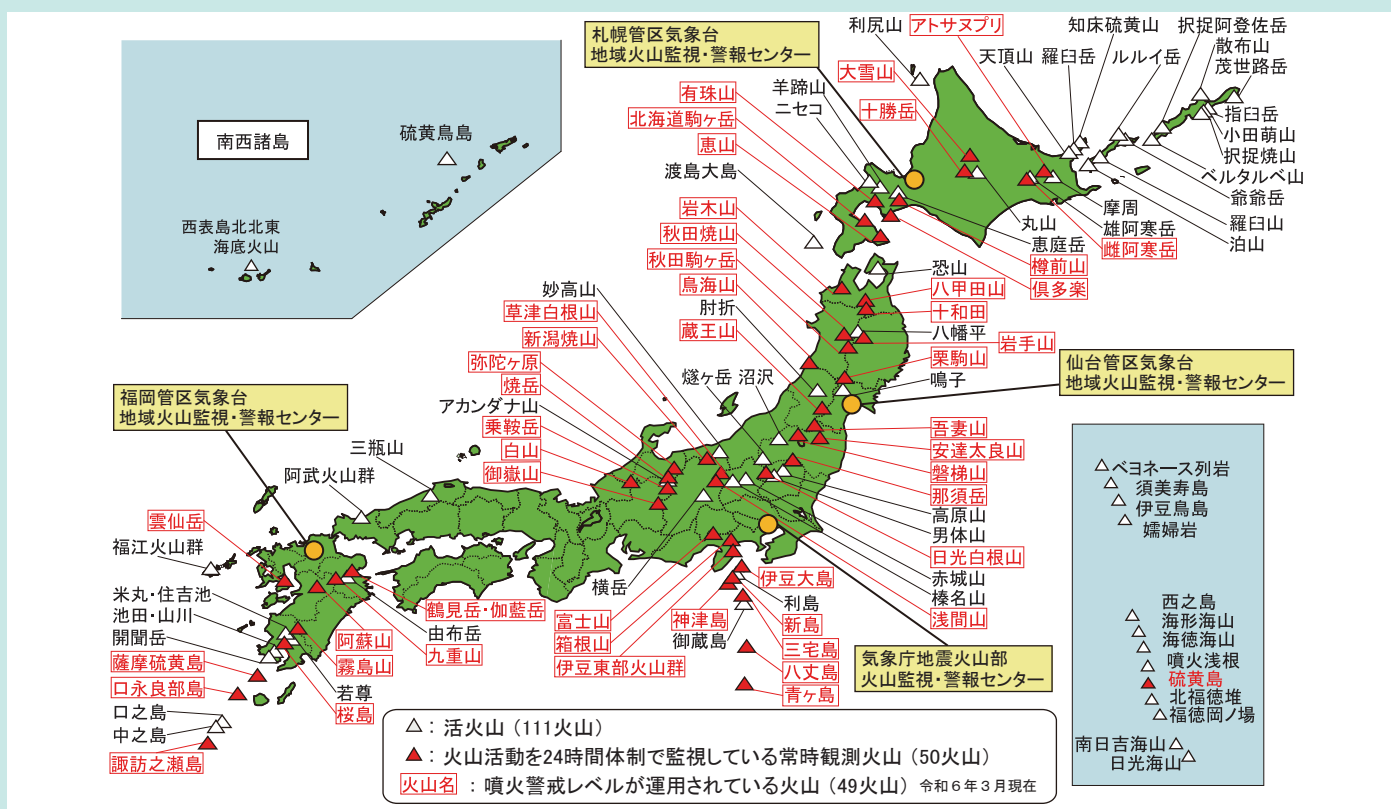 札幌管区気象台
地域火山監視・警報センター
利尻山
アトサヌプリ
知床硫黄山
択捉阿登佐岳
天頂山
羅臼岳
ルルイ岳
散布山
茂世路岳
大雪山
羊蹄山
ニセコ
有珠山
十勝岳
北海道駒ヶ岳
恵山
渡島大島
指臼岳
小田萌山
択捉焼山
ベルタルベ山
爺爺岳
羅臼山
泊山
摩周
雄阿寒岳
雌阿寒岳
丸山
恵庭岳
樽前山
倶多楽
南西諸島
硫黄鳥島
西表島北北東
海底火山
岩木山
秋田焼山
秋田駒ヶ岳
鳥海山
肘折
蔵王山
恐山
八甲田山
十和田
八幡平
岩手山
栗駒山
鳴子
仙台管区気象台
地域火山監視・警報センター
妙高山
草津白根山
新潟焼山
弥陀ヶ原
焼岳
アカンダナ山
乗鞍岳
白山
御嶽山
燧ヶ岳
沼沢
吾妻山
安達太良山
磐梯山
那須岳
高原山
男体山
日光白根山
赤城山
榛名山
浅間山
福岡管区気象台
地域火山監視・警報センター
三瓶山
阿武火山群
雲仙岳
福江火山群
米丸・住吉池
池田・山川
開聞岳
薩摩硫黄島
口永良部島
口之島
中之島
諏訪之瀬島
鶴見岳・伽藍岳
由布岳
九重山
阿蘇山
霧島山
若尊
桜島
横岳
富士山
箱根山
伊豆東部火山群
伊豆大島
利島
新島
神津島
三宅島
御蔵島
八丈島
青ヶ島
気象庁地震火山部
火山監視・警報センター
ベヨネース列岩
須美寿島
伊豆鳥島
孀婦岩
西之島
海形海山
海徳海山
噴火浅根
硫黄島
北福徳堆
福徳岡ノ場
南日吉海山
日光海山
△：活火山（111火山）
▲：火山活動を24時間体制で監視している常時観測火山（50火山）
火山名：噴火警戒レベルが運用されている火山（49火山） 令和６年３月現在